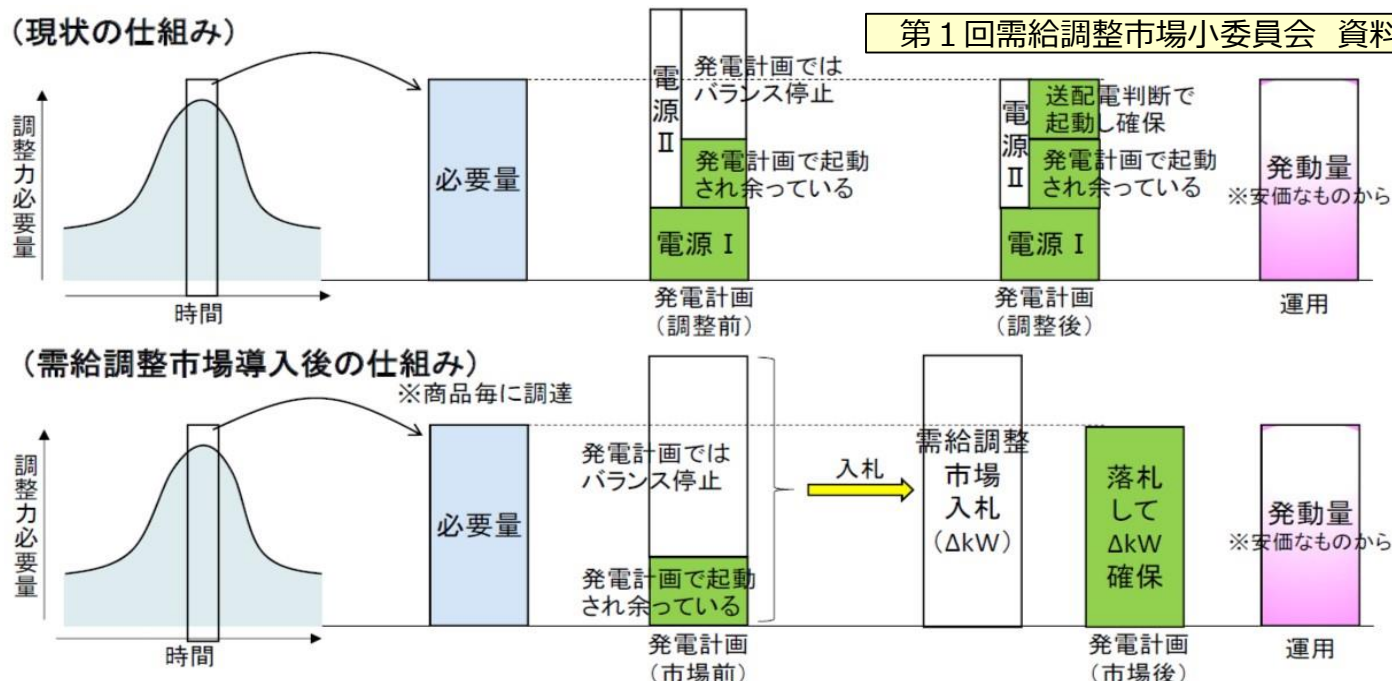 (現状の仕組み)
第1回需給調整市場小委員会 資料
調整力必要量
時間
必要量
電源Ⅱ
発電計画では
バランス停止
発電計画で起動
され余っている
電源Ⅰ
発電計画
(調整前)
電源Ⅱ
送配電判断で
起動し確保
発電計画で起動
され余っている
電源Ⅰ
発電計画
(調整後)
発動量
※安価なものから
運用
(需給調整市場導入後の仕組み)
※商品毎に調達
調整力必要量
時間
必要量
発電計画では
バランス停止
発電計画で起動
され余っている
発電計画
(市場前)
入札
需給調整
市場
入札
(ΔkW)
落札
して
ΔkW
確保
発電計画
(市場後)
発動量
※安価なものから
運用